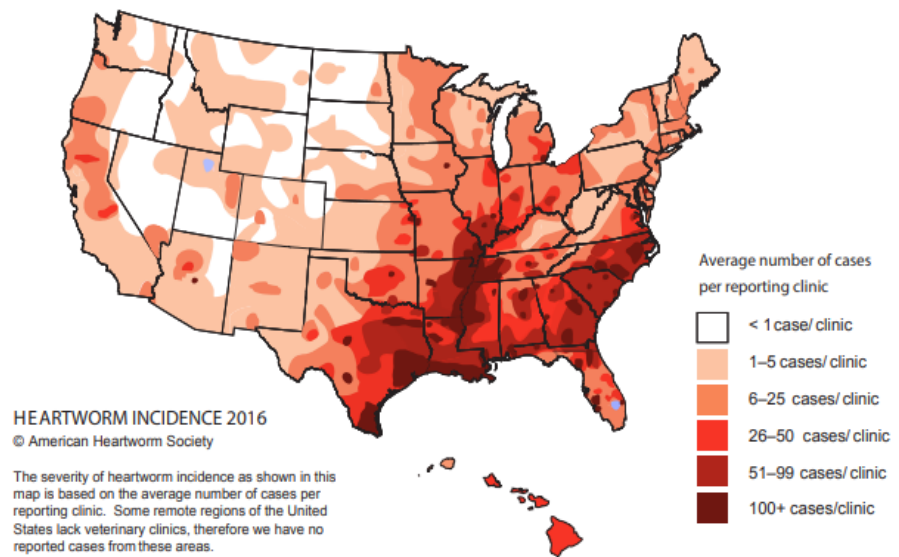 Average number of cases
per reporting clinic
< 1 case/ clinic
1–5 cases/ clinic
6–25 cases/ clinic
26–50 cases/ clinic
51–99 cases/ clinic
100+ cases/clinic
HEARTWORM INCIDENCE 2016
© American Heartworm Society
The severity of heartworm incidence as shown in this
map is based on the average number of cases per
reporting clinic. Some remote regions of the United
States lack veterinary clinics, therefore we have no
reported cases from these areas.